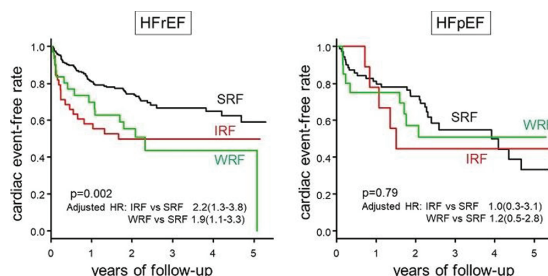 HFrEF
cardiac event-free rate
1.0
0.8
0.6
0.4
0.2
0.0
SRF
IRF
WRF
p=0.002
Adjusted HR: IRF vs SRF 2.2(1.3-3.8)
WRF vs SRF 1.9(1.1-3.3)
0 1 2 3 4 5
years of follow-up
HFpEF
cardiac event-free rate
1.0
0.8
0.6
0.4
0.2
0.0
SRF
WRF
IRF
p=0.79
Adjusted HR: IRF vs SRF 1.0(0.3-3.1)
WRF vs SRF 1.2(0.5-2.8)
0 1 2 3 4 5
years of follow-up